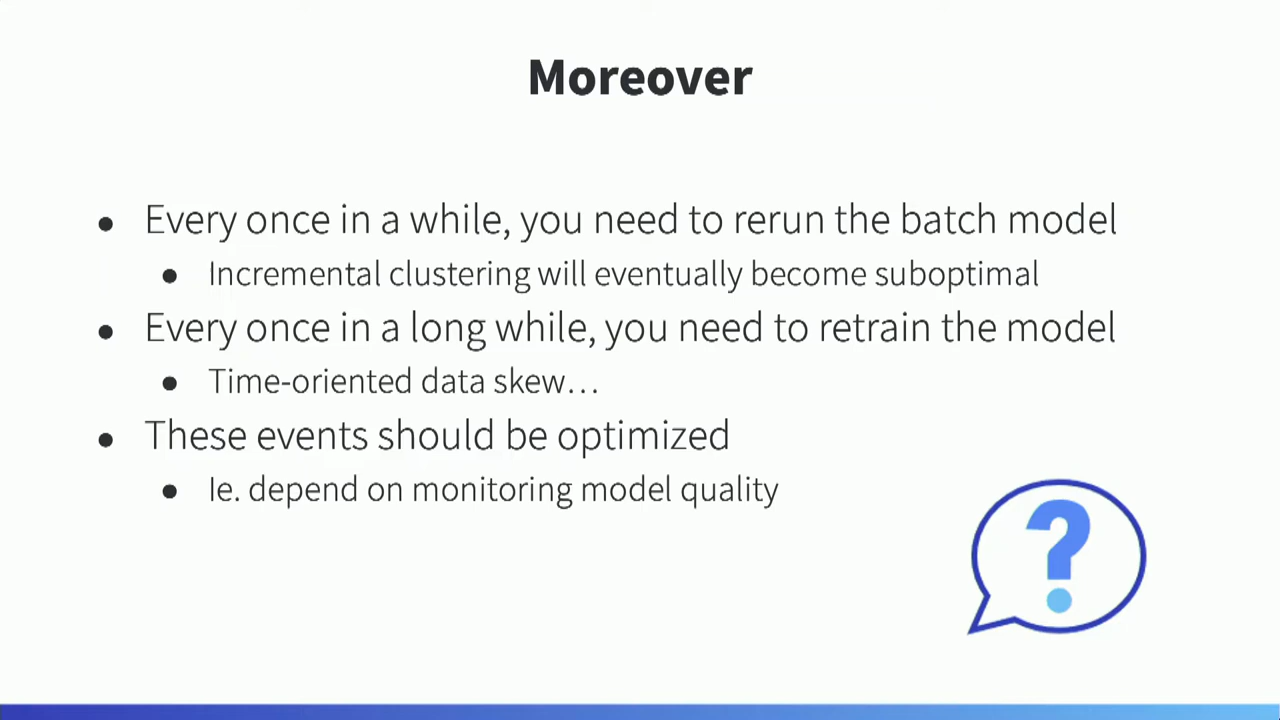 Moreover
● Every once in a while, you need to rerun the batch model
● Incremental clustering will eventually become suboptimal
● Every once in a long while, you need to retrain the model
● Time-oriented data skew…
● These events should be optimized
● Ie. depend on monitoring model quality
?